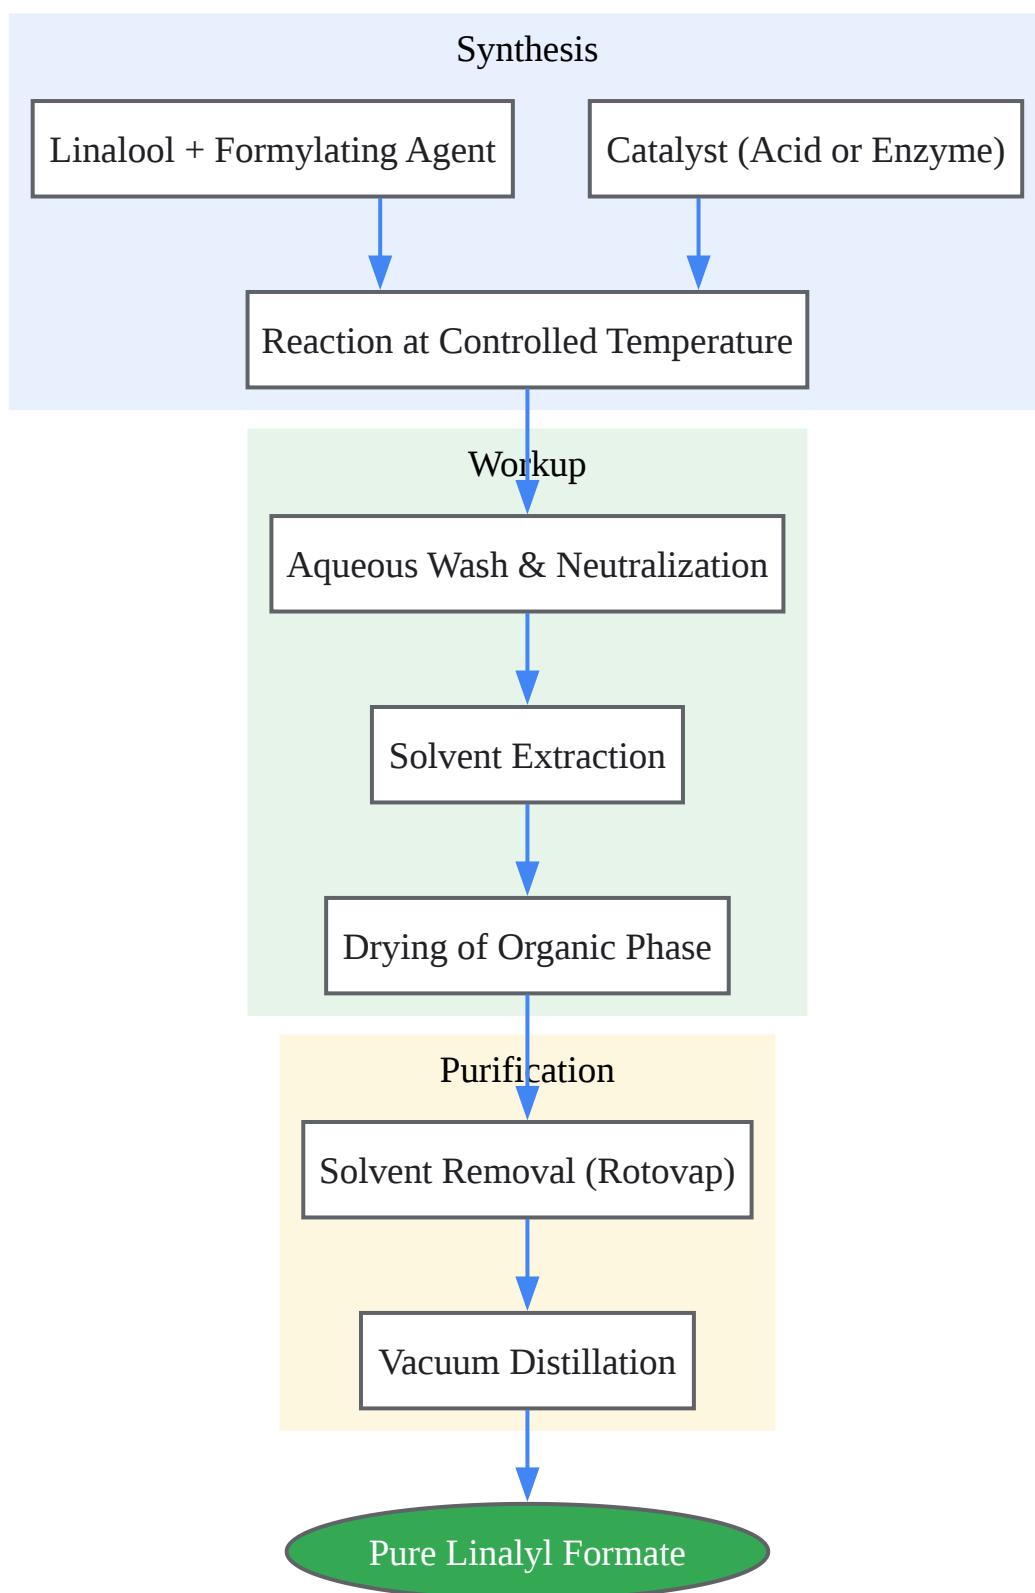 Synthesis
Linalool + Formylating Agent
Catalyst (Acid or Enzyme)
Reaction at Controlled Temperature
Workup
Aqueous Wash & Neutralization
Solvent Extraction
Drying of Organic Phase
Purification
Solvent Removal (Rotovap)
Vacuum Distillation
Pure Linalyl Formate